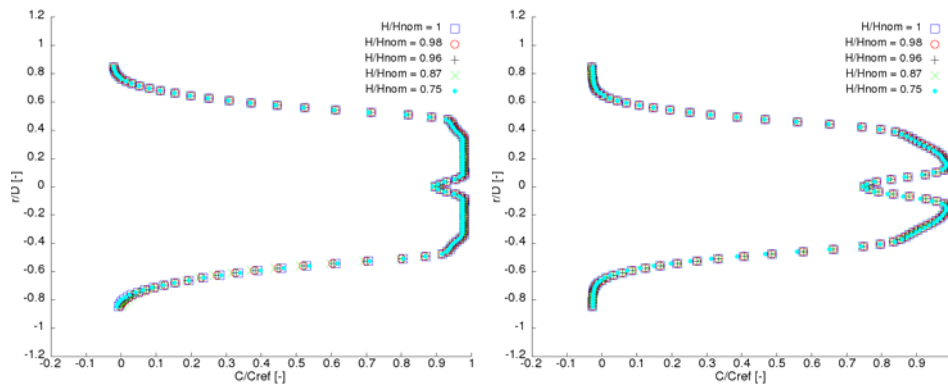 1.2
1
0.8
0.6
0.4
0.2
0
-0.2
-0.4
-0.6
-0.8
-1
-1.2
r/D [-]
H/Hnom = 1
H/Hnom = 0.98
H/Hnom = 0.96
H/Hnom = 0.87
H/Hnom = 0.75
-0.2 -0.1 0 0.1 0.2 0.3 0.4 0.5 0.6 0.7 0.8 0.9 1
C/Cref [-]
1.2
1
0.8
0.6
0.4
0.2
0
-0.2
-0.4
-0.6
-0.8
-1
-1.2
r/D [-]
H/Hnom = 1
H/Hnom = 0.98
H/Hnom = 0.96
H/Hnom = 0.87
H/Hnom = 0.75
-0.2 -0.1 0 0.1 0.2 0.3 0.4 0.5 0.6 0.7 0.8 0.9
C/Cref [-]